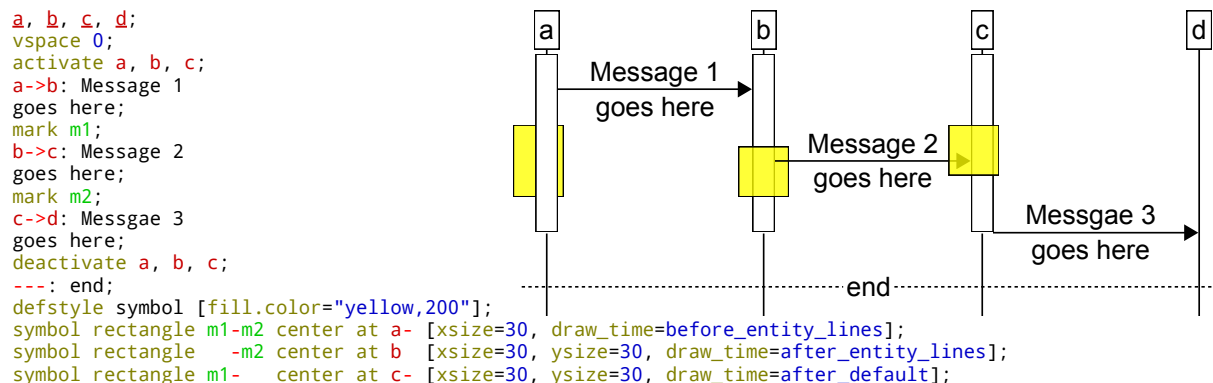 a, b, c, d;
vspace 0;
activate a, b, c;
a->b: Message 1
goes here;
mark m1;
b->c: Message 2
goes here;
mark m2;
c->d: Messgae 3
goes here;
deactivate a, b, c;
---: end;
defstyle symbol [fill.color="yellow,200"];
symbol rectangle m1-m2 center at a- [xsize=30, draw_time=before_entity_lines];
symbol rectangle   -m2 center at b  [xsize=30, ysize=30, draw_time=after_entity_lines];
symbol rectangle m1-   center at c- [xsize=30, ysize=30, draw_time=after_default];
a
b
c
d
Message 1
goes here
Message 2
goes here
Messgae 3
goes here
end